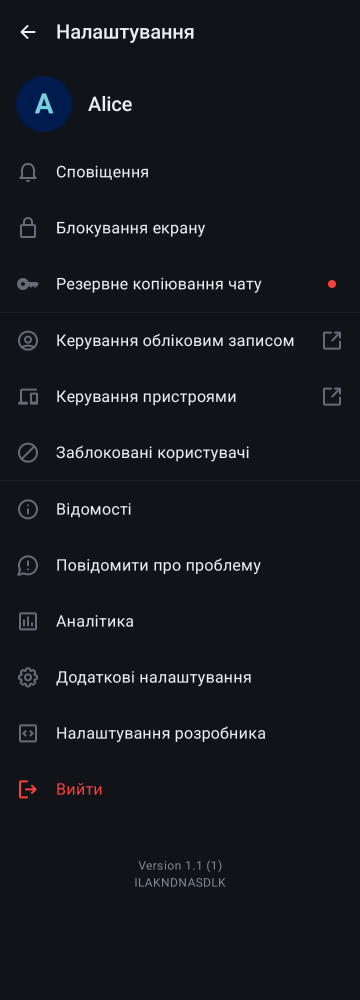 Налаштування
A
Alice
Сповіщення
Блокування екрану
Резервне копіювання чату
Керування обліковим записом
Керування пристроями
Заблоковані користувачі
Відомості
Повідомити про проблему
Аналітика
Додаткові налаштування
Налаштування розробника
Вийти
Version 1.1 (1)
ILAKNDNASDLK